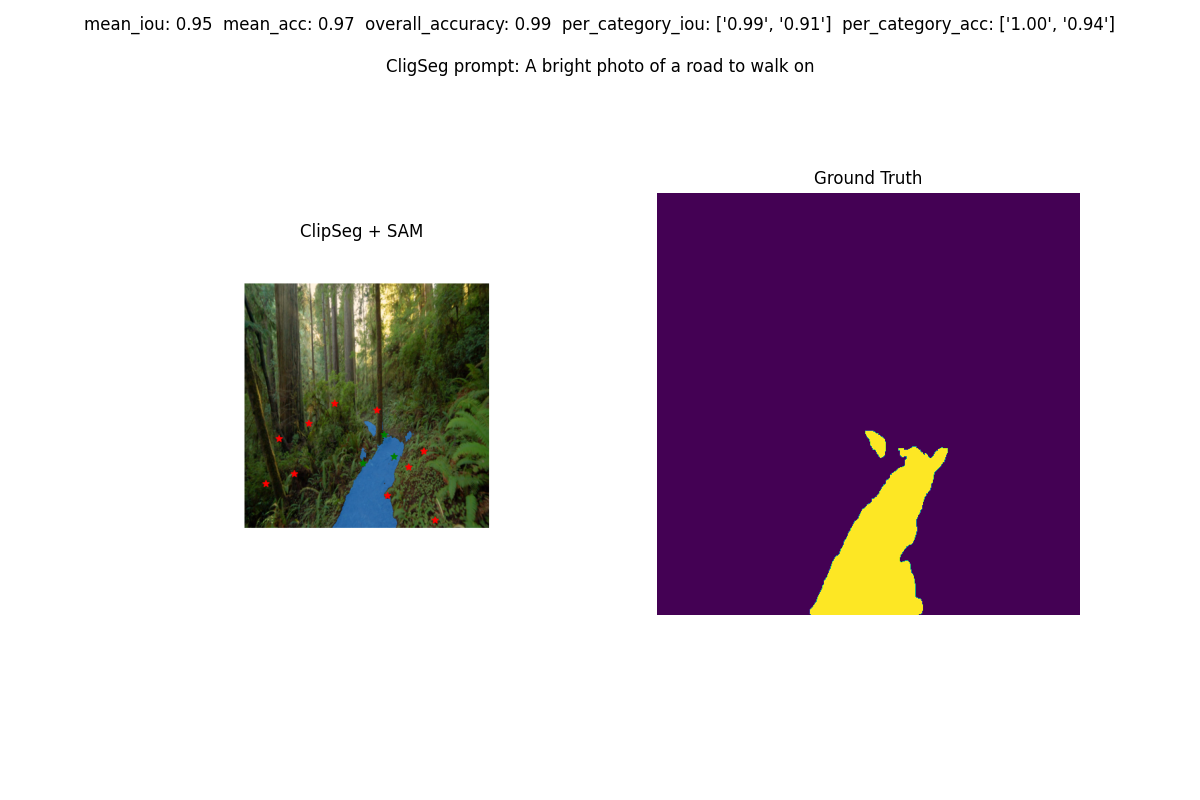 mean_iou: 0.95 mean_acc: 0.97 overall_accuracy: 0.99 per_category_iou: ['0.99', '0.91'] per_category_acc: ['1.00', '0.94']
CligSeg prompt: A bright photo of a road to walk on
Ground Truth
ClipSeg + SAM